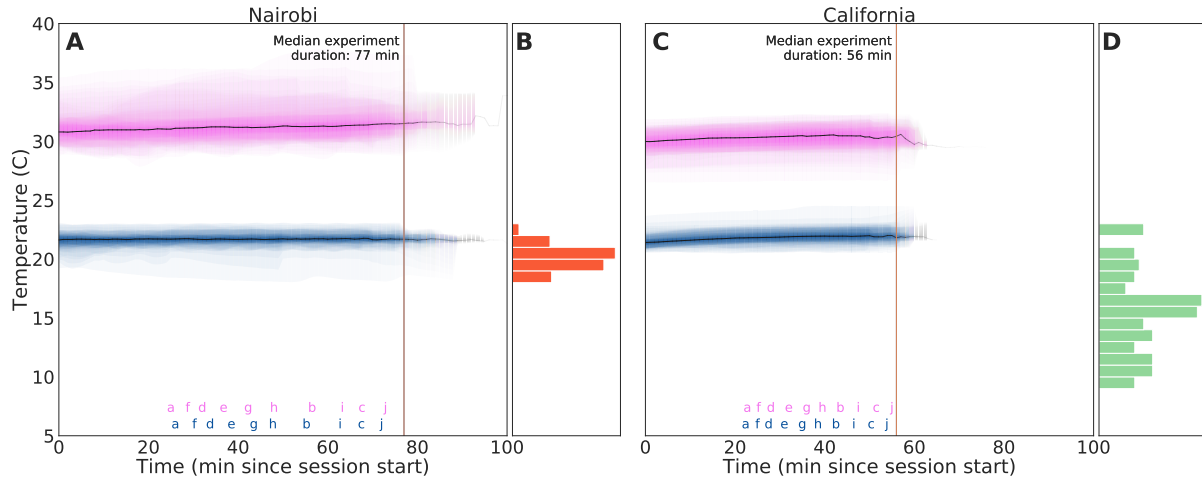 Nairobi
California
A
Median experiment
duration: 77 min
B
C
Median experiment
duration: 56 min
D
Temperature (C)
40
35
30
25
20
15
10
5
a f d e g h b i c j
a f d e g h b i c j
a f d e g h b i c j
a f d e g h b i c j
0 20 40 60 80 100
0 20 40 60 80 100
Time (min since session start)
Time (min since session start)